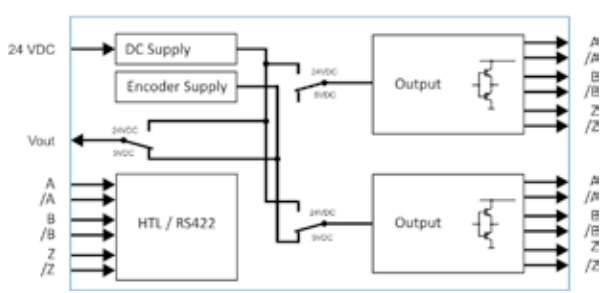 24 VDC
DC Supply
Encoder Supply
24VDC
5VDC
Output
A
/A
B
/B
Z
/Z
Vout
24VDC
5VDC
A
/A
B
/B
Z
/Z
HTL / RS422
24VDC
5VDC
Output
A
/A
B
/B
Z
/Z